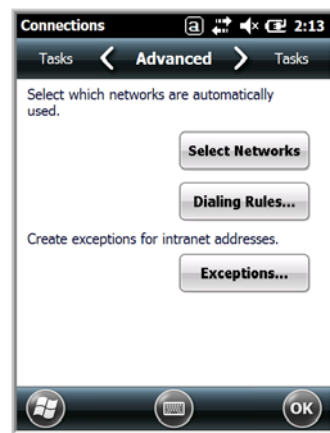 Connections a 2:13
Tasks Advanced Tasks
Select which networks are automatically
used.
Select Networks
Dialing Rules...
Create exceptions for intranet addresses.
Exceptions...
OK